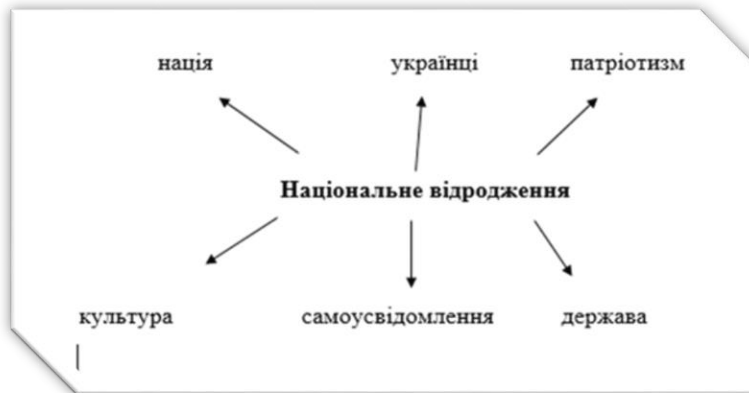 нація українці патріотизм
Національне відродження
культура самоусвідомлення держава